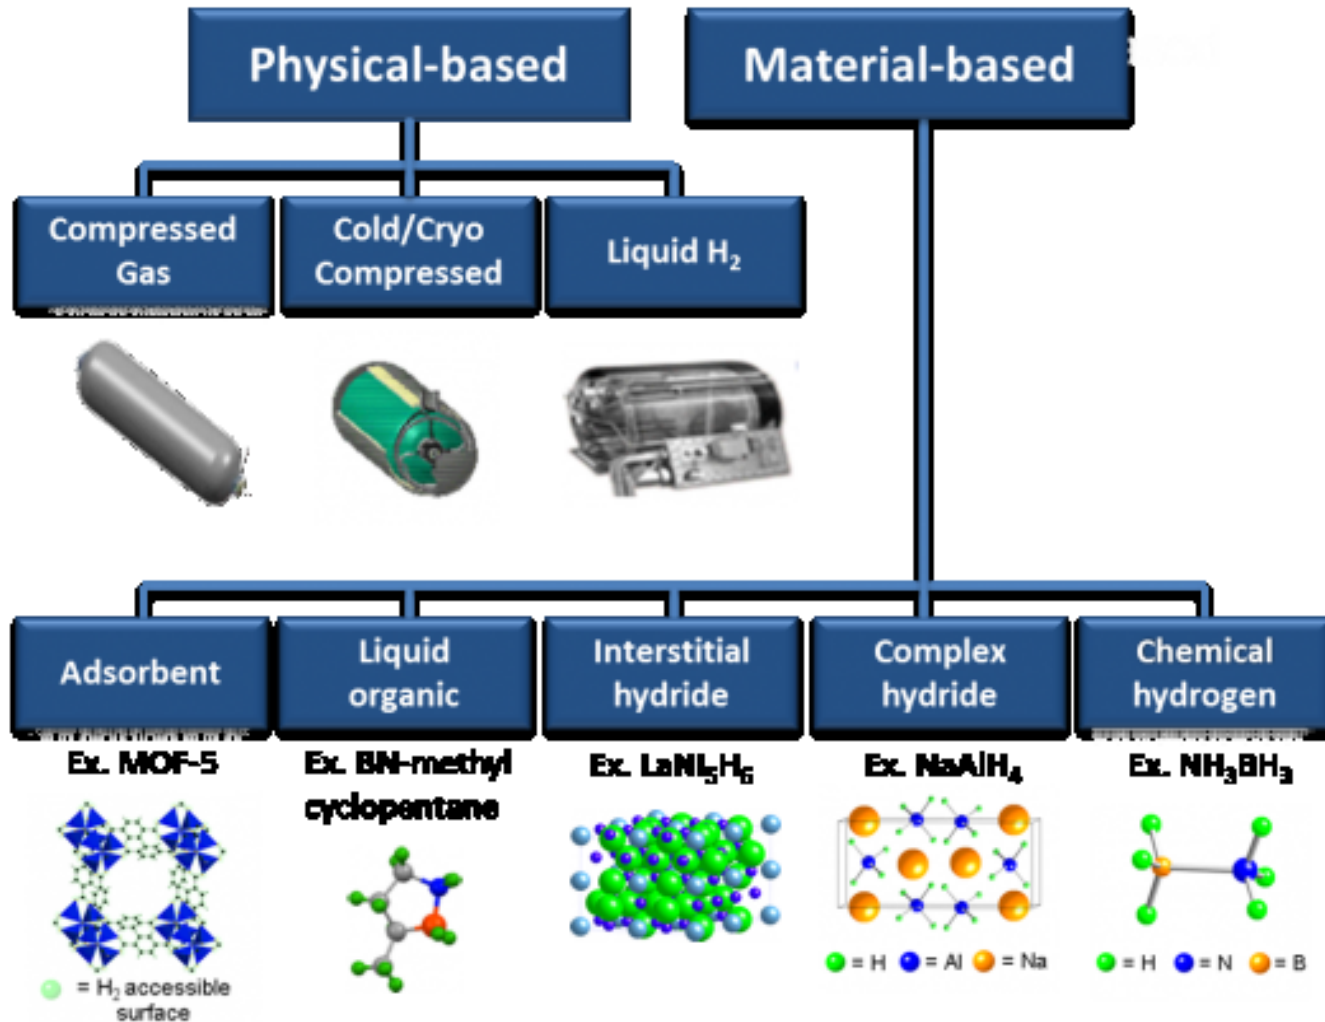 Physical-based
Material-based
Compressed
Gas
Cold/Cryo
Compressed
Liquid H₂
Adsorbent
Liquid
organic
Interstitial
hydride
Complex
hydride
Chemical
hydrogen
Ex. MOF-5
Ex. BN-methyl
cyclopentane
Ex. LaNi₅H₆
Ex. NaAlH₄
Ex. NH₃BH₃
= H₂ accessible
surface
= H = Al = Na
= H = N = B